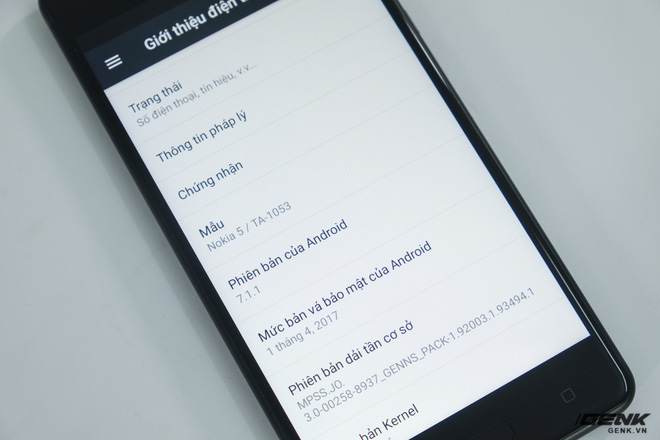 Giới thiệu điện
Trạng thái
Số điện thoại, tín hiệu, v.v...
Thông tin pháp lý
Chứng nhận
Mẫu
Nokia 5 / TA-1053
Phiên bản của Android
7.1.1
Mức bản vá bảo mật của Android
1 tháng 4, 2017
Phiên bản dải tần cơ sở
MPSS.JO.
3.0-00258-8937_GENNS_PACK-1.92003.1.93494.1
bản Kernel
GENK
GENK.VN